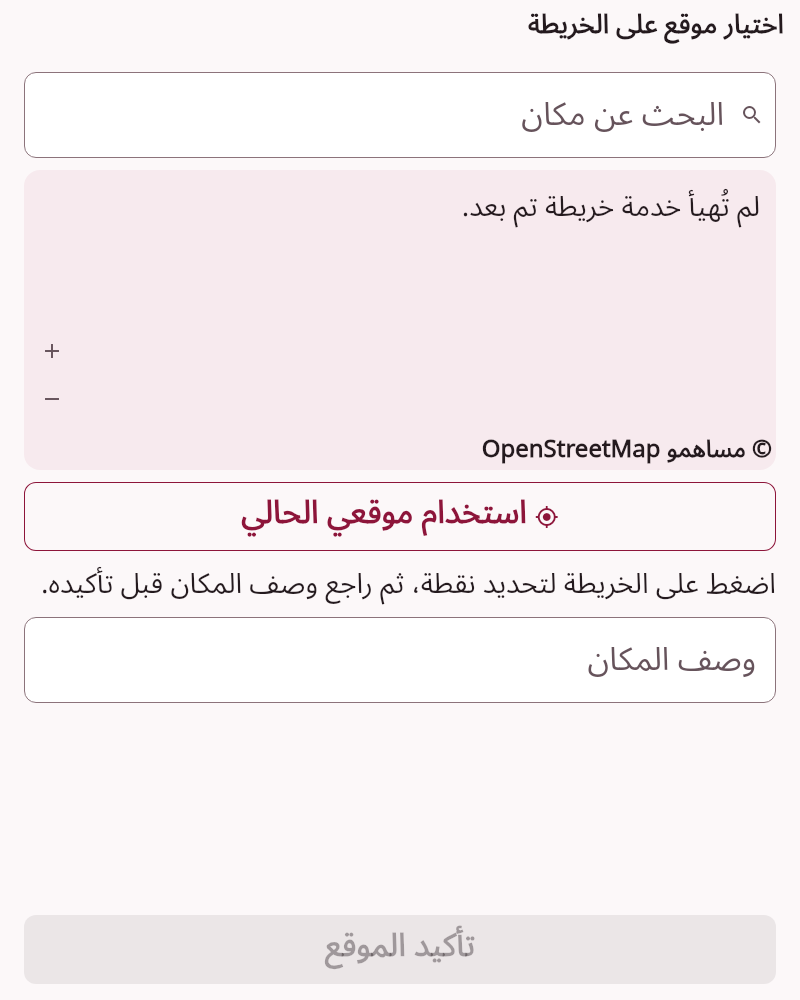 اختيار موقع على الخريطة
البحث عن مكان
لم تُهيأ خدمة خريطة تم بعد.
+
−
© مساهمو OpenStreetMap
استخدام موقعي الحالي
اضغط على الخريطة لتحديد نقطة، ثم راجع وصف المكان قبل تأكيده.
وصف المكان
تأكيد الموقع